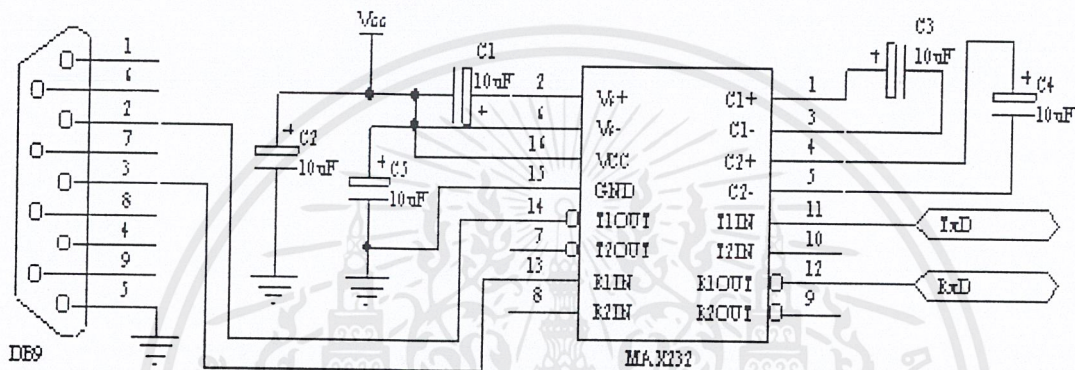 Vcc
C1
10uF
C2
10uF
C5
10uF
C3
10uF
C4
10uF
1
6
2
7
3
8
4
9
5
DB9
2
6
16
15
14
7
13
8
V+
V-
VCC
GND
T1OUT
T2OUT
R1IN
R2IN
C1+
C1-
C2+
C2-
T1IN
T2IN
R1OUT
R2OUT
MAX232
1
3
4
5
11
10
12
9
TxD
RxD